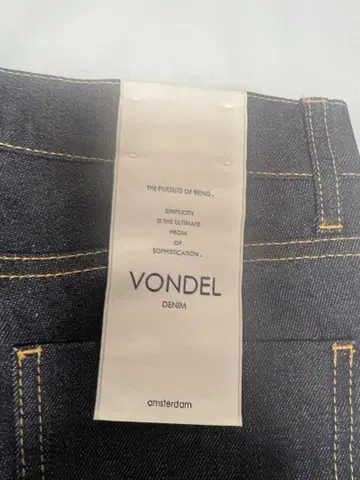 THE PURSUITS OF BEING.
SIMPLICITY
IS THE ULTIMATE
FROM
OF
SOPHISTICATION.
VONDEL
DENIM
amsterdam